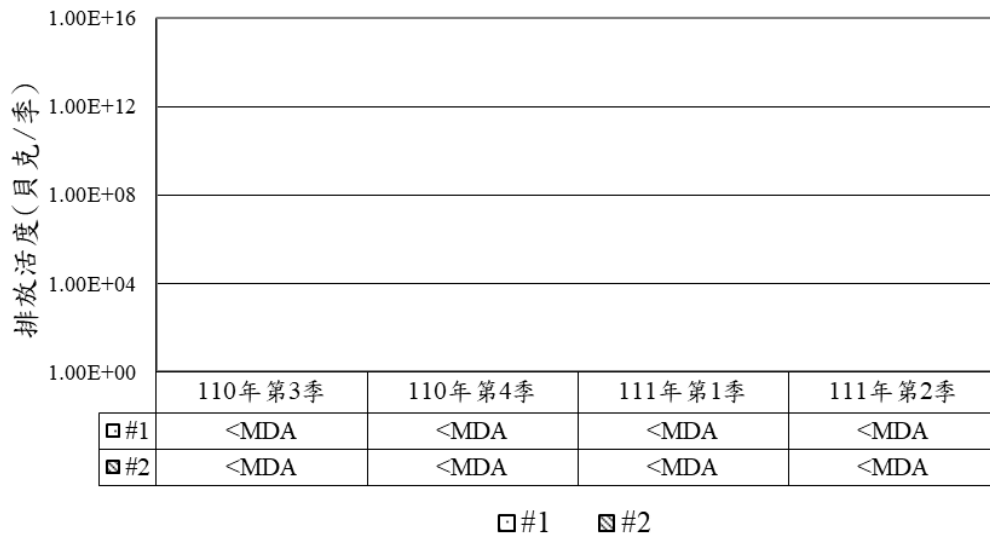 1.00E+16
1.00E+12
1.00E+08
1.00E+04
1.00E+00
排放活度(貝克/季)
110年第3季 110年第4季 111年第1季 111年第2季
#1 <MDA <MDA <MDA <MDA
#2 <MDA <MDA <MDA <MDA
#1 #2